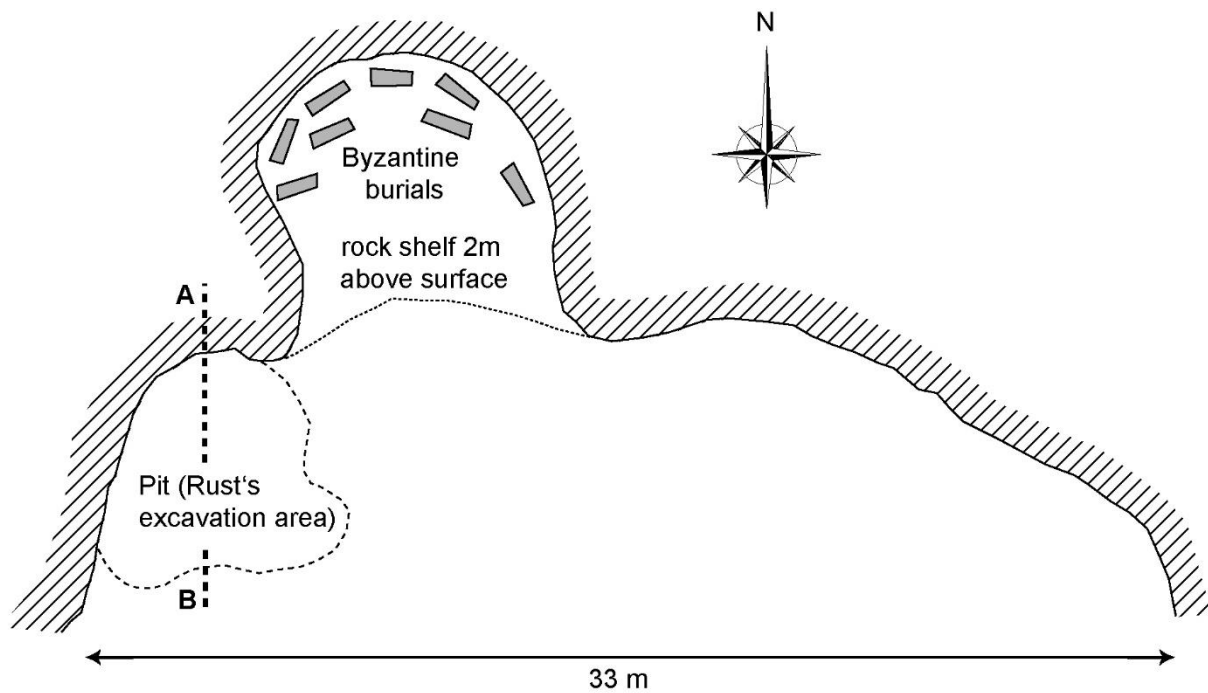 N
Byzantine
burials
rock shelf 2m
above surface
A
Pit (Rust‘s
excavation area)
B
33 m